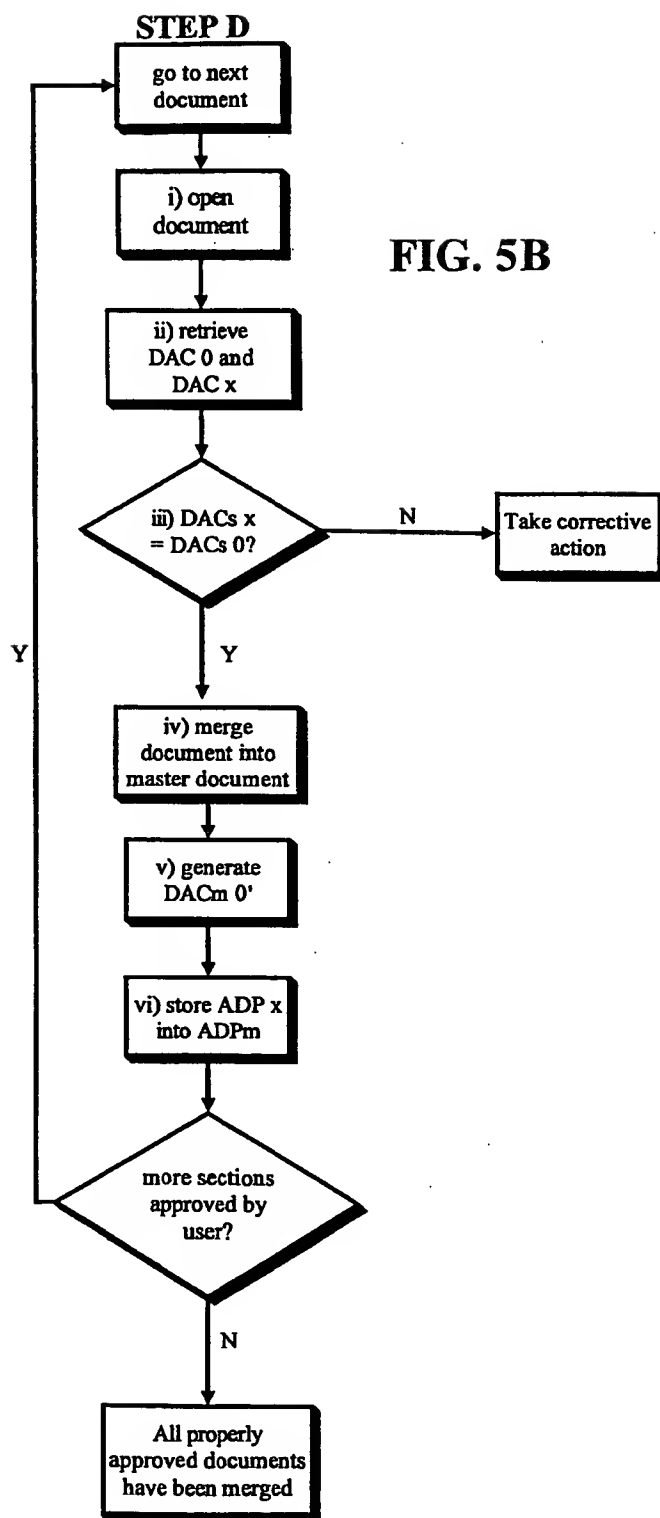 STEP D
go to next
document
i) open
document
FIG. 5B
ii) retrieve
DAC 0 and
DAC x
iii) DACs x
= DACs 0?
N
Take corrective
action
Y
Y
iv) merge
document into
master document
v) generate
DACm 0'
vi) store ADP x
into ADPm
more sections
approved by
user?
N
All properly
approved documents
have been merged